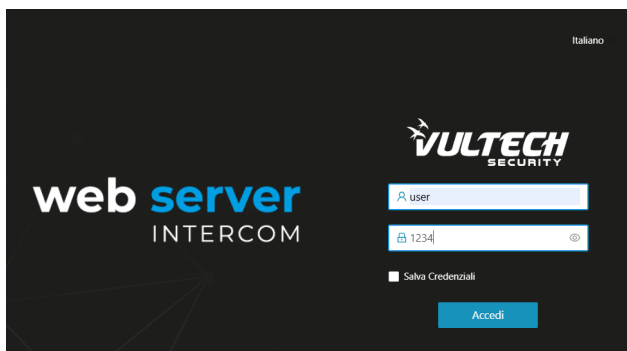 Italiano
VULTECH
SECURITY
web server
INTERCOM
user
1234
Salva Credenziali
Accedi